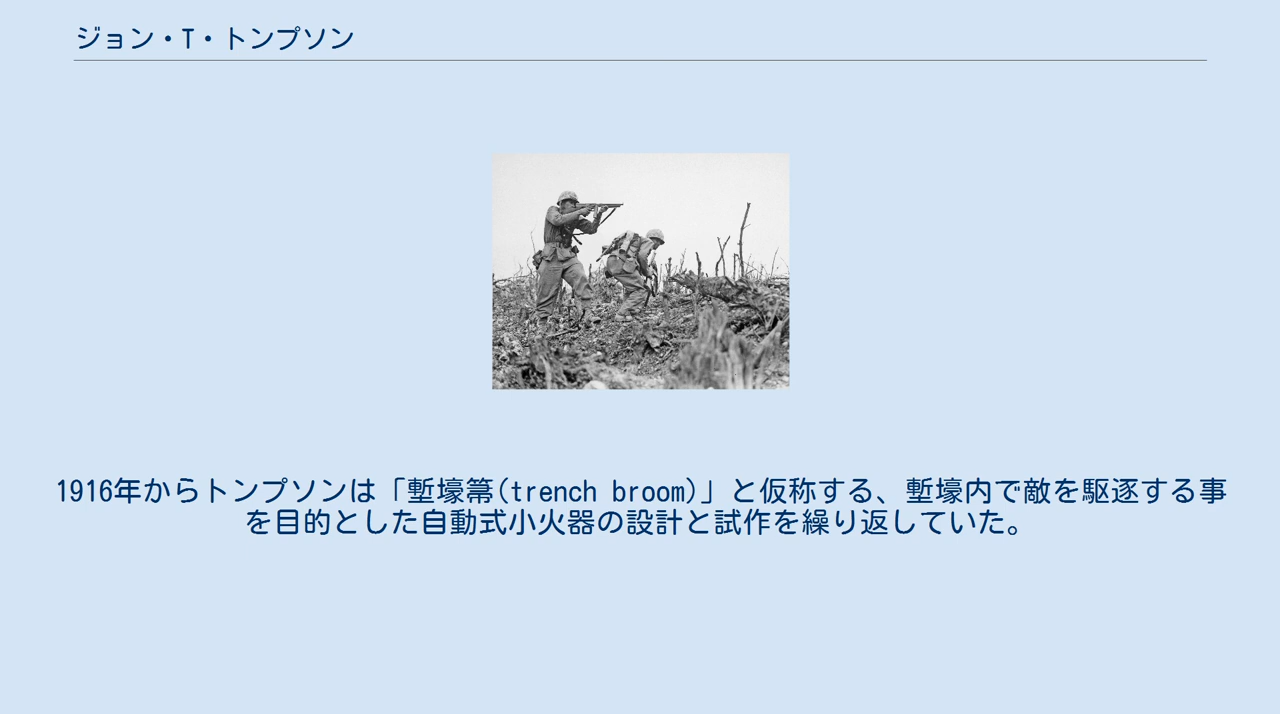 ジョン・T・トンプソン
1916年からトンプソンは「塹壕箒(trench broom)」と仮称する、塹壕内で敵を駆逐する事
を目的とした自動式小火器の設計と試作を繰り返していた。